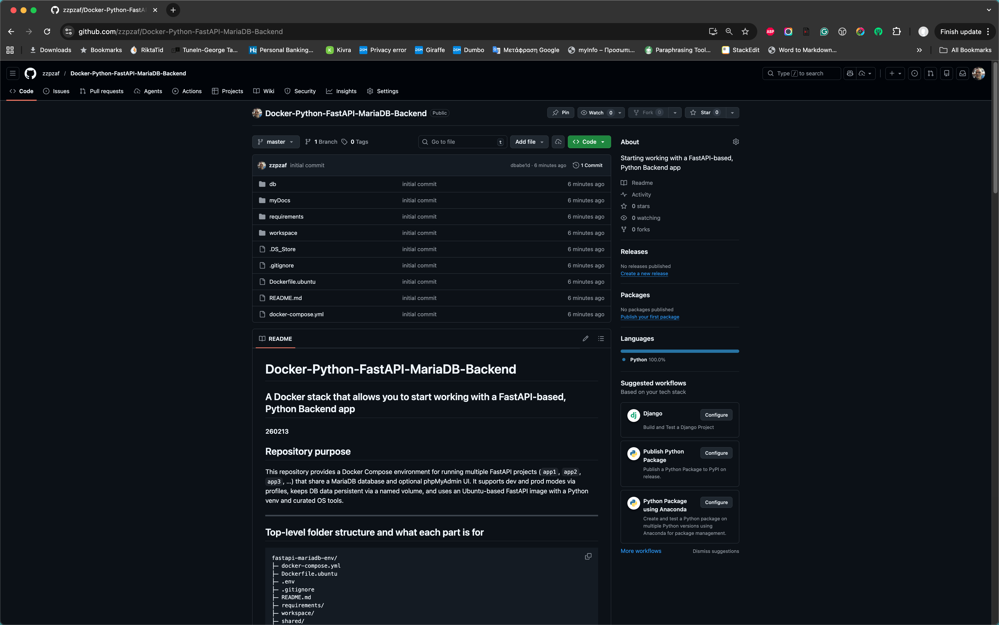 zzpzaf/Docker-Python-FastA
github.com/zzpzaf/Docker-Python-FastAPI-MariaDB-Backend
ABP
Finish update
Downloads
Bookmarks
RiktaTid
TuneIn-George Ta...
Ha Personal Banking...
K Kivra
DSM Privacy error
DSM Giraffe
DSM Dumbo
Μετάφραση Google
myInfo – Προσωπι...
Paraphrasing Tool...
StackEdit
Word to Markdown...
All Bookmarks
zzpzaf / Docker-Python-FastAPI-MariaDB-Backend
Type / to search
Code
Issues
Pull requests
Agents
Actions
Projects
Wiki
Security
Insights
Settings
Docker-Python-FastAPI-MariaDB-Backend Public
Pin
Watch 0
Fork 0
Star 0
master
1 Branch
0 Tags
Go to file t
Add file
Code
zzpzaf initial commit dbabe1d · 6 minutes ago 1 Commit
db initial commit 6 minutes ago
myDocs initial commit 6 minutes ago
requirements initial commit 6 minutes ago
workspace initial commit 6 minutes ago
.DS_Store initial commit 6 minutes ago
.gitignore initial commit 6 minutes ago
Dockerfile.ubuntu initial commit 6 minutes ago
README.md initial commit 6 minutes ago
docker-compose.yml initial commit 6 minutes ago
README
Docker-Python-FastAPI-MariaDB-Backend
A Docker stack that allows you to start working with a FastAPI-based,
Python Backend app
260213
Repository purpose
This repository provides a Docker Compose environment for running multiple FastAPI projects ( app1 , app2 ,
app3 , ...) that share a MariaDB database and optional phpMyAdmin UI. It supports dev and prod modes via
profiles, keeps DB data persistent via a named volume, and uses an Ubuntu-based FastAPI image with a Python
venv and curated OS tools.
Top-level folder structure and what each part is for
fastapi-mariadb-env/
├─ docker-compose.yml
├─ Dockerfile.ubuntu
├─ .env
├─ .gitignore
├─ README.md
├─ requirements/
├─ workspace/
├─ shared/
About
Starting working with a FastAPI-based,
Python Backend app
Readme
Activity
0 stars
0 watching
0 forks
Releases
No releases published
Create a new release
Packages
No packages published
Publish your first package
Languages
Python 100.0%
Suggested workflows
Based on your tech stack
dj Django Configure
Build and Test a Django Project
Publish Python
Package
Configure
Publish a Python Package to PyPI on
release.
Python Package
using Anaconda
Configure
Create and test a Python package on
multiple Python versions using
Anaconda for package management.
More workflows
Dismiss suggestions